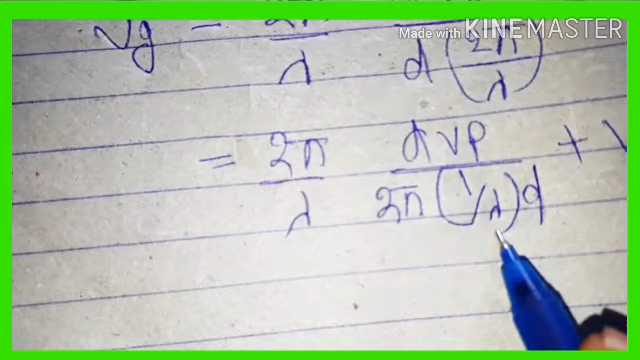 Made with KINEMASTER
Vg = 2π/λ d(2π/λ)
= 2π/λ dVP/2π(1/λ)d + V